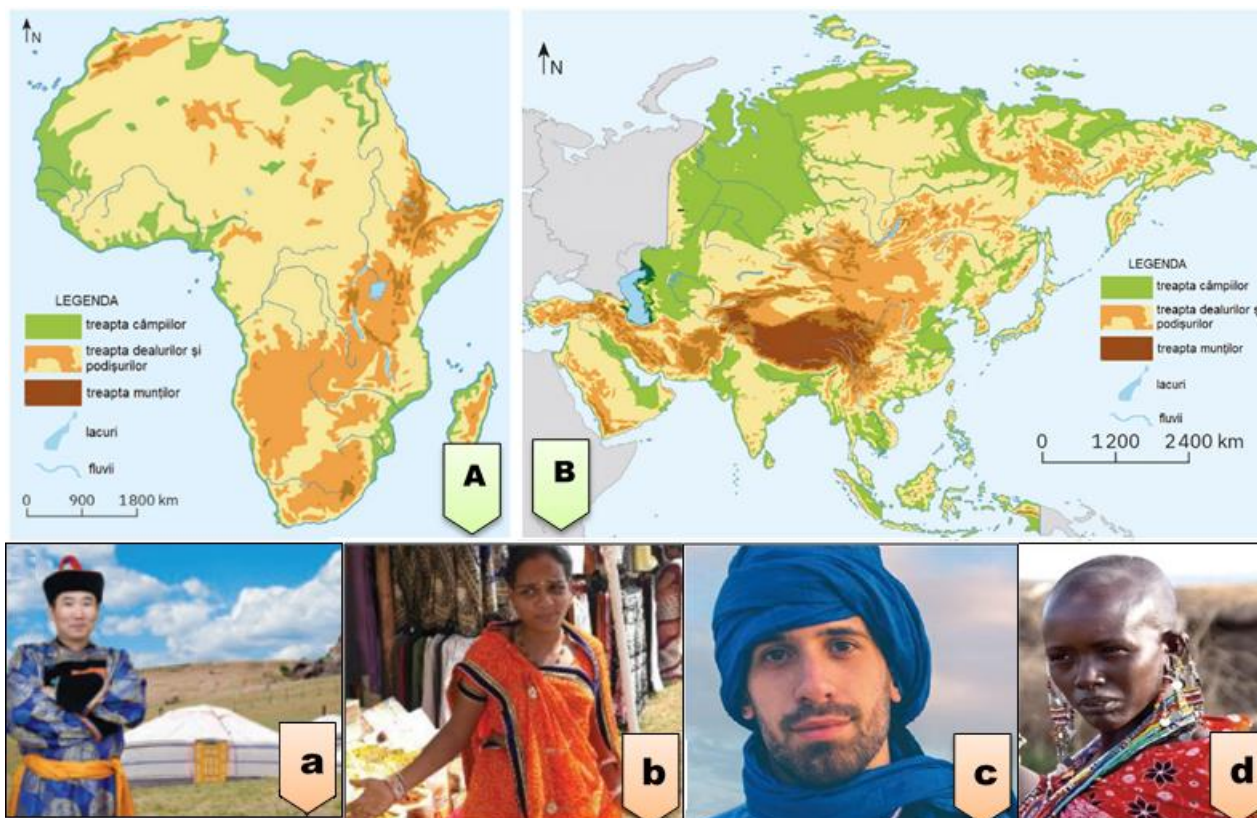 N
LEGENDA
treapta câmpiilor
treapta dealurilor și
podișurilor
treapta munților
lacuri
fluvii
0 900 1800 km
A
N
LEGENDA
treapta câmpiilor
treapta dealurilor și
podișurilor
treapta munților
lacuri
fluvii
0 1200 2400 km
B
a
b
c
d